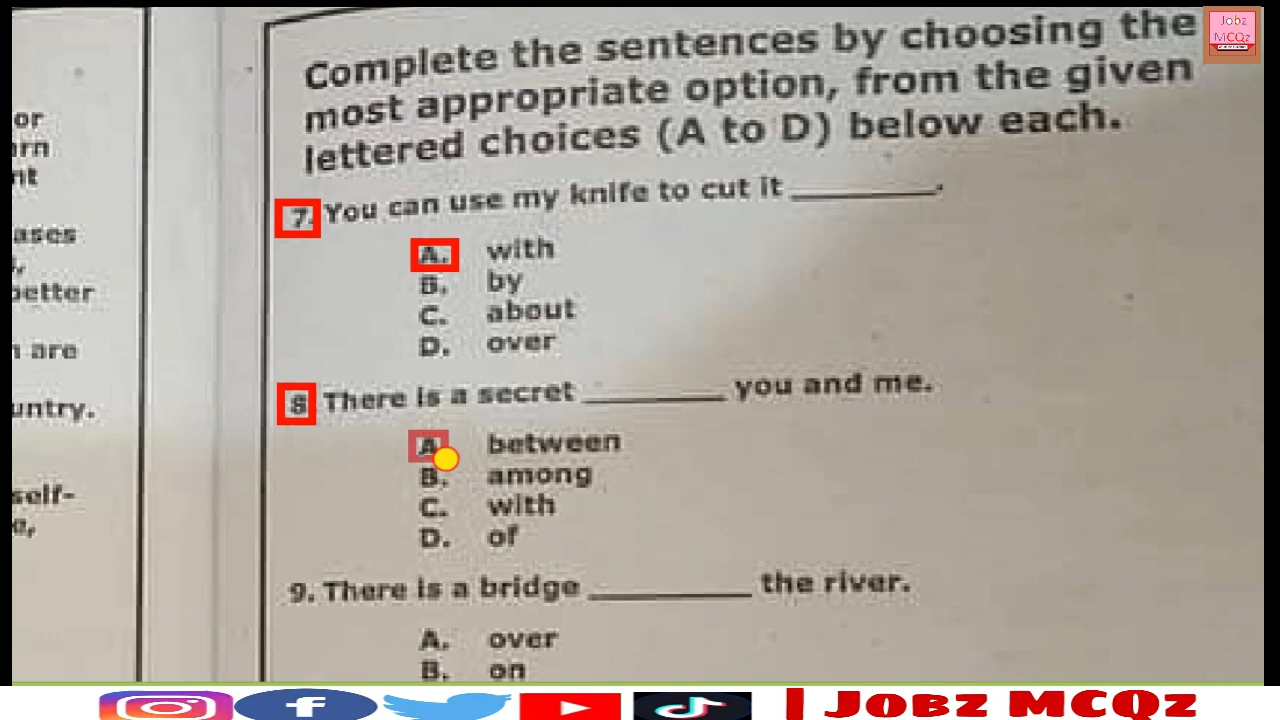 Jobz
MCQz
or
arn
nt
ases
better
are
untry.
self-
e,
Complete the sentences by choosing the
most appropriate option, from the given
lettered choices (A to D) below each.
7. You can use my knife to cut it ________.
A. with
B. by
C. about
D. over
8 There is a secret ________ you and me.
A between
B. among
C. with
D. of
9. There is a bridge ________ the river.
A. over
B. on
| Jobz MCQz